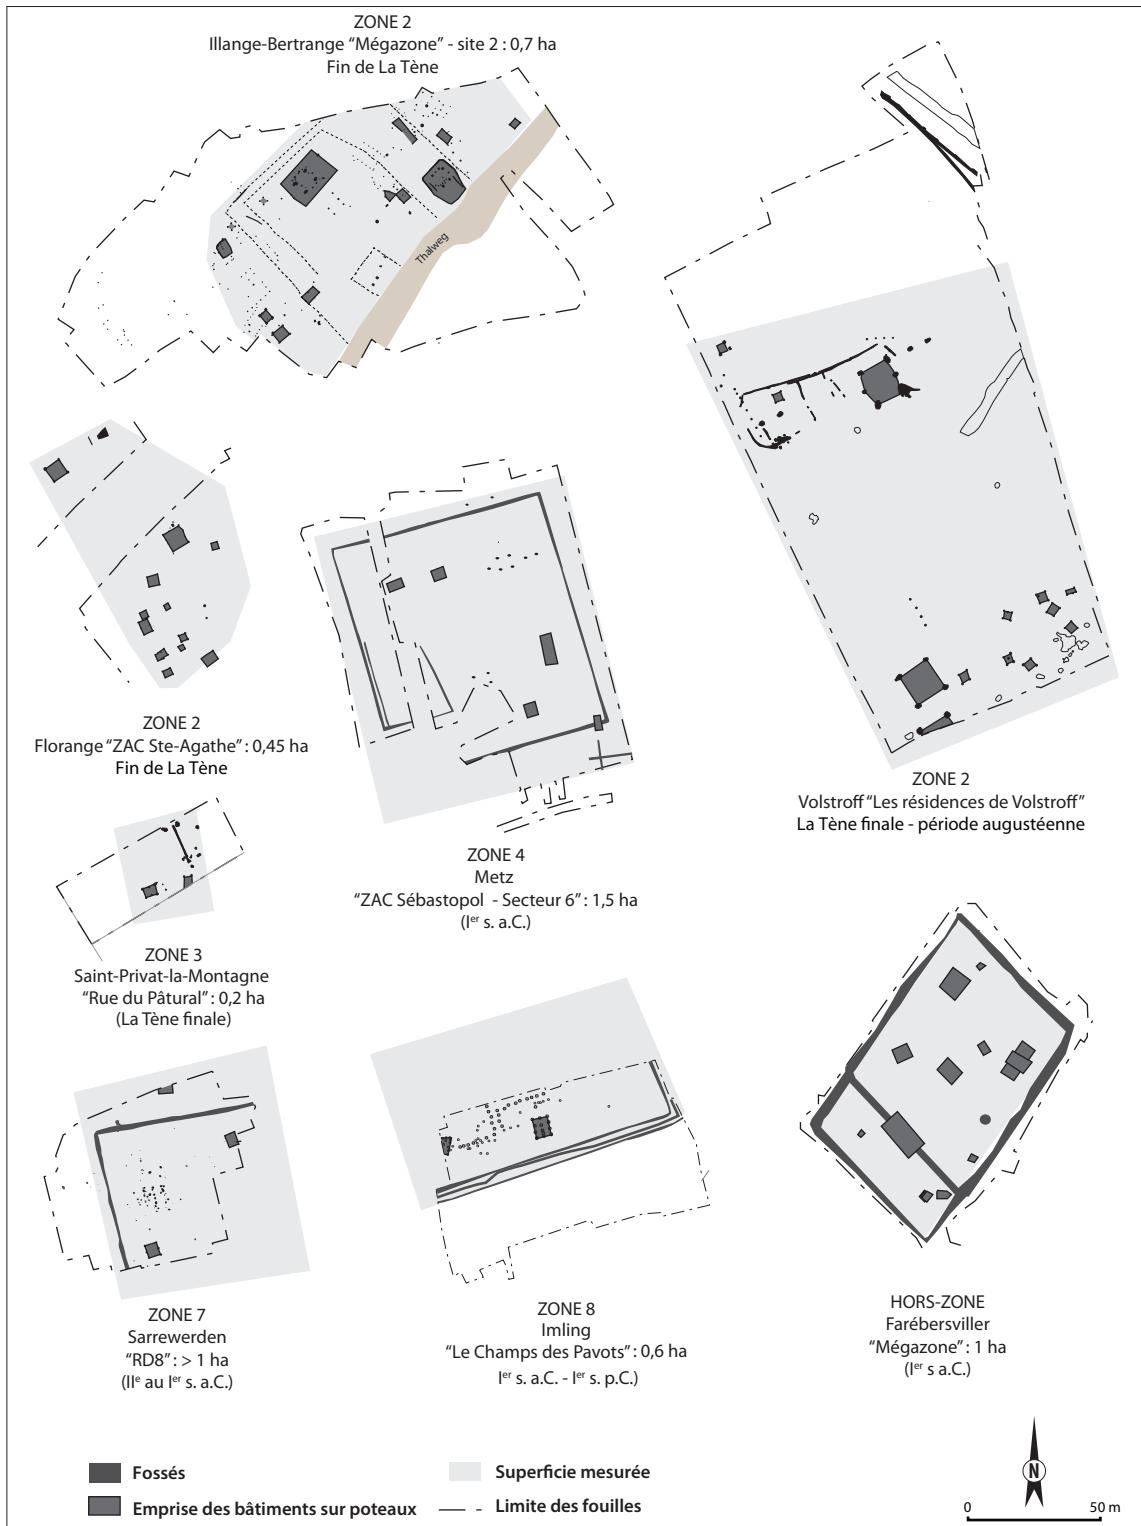 ZONE 2
Illange-Bertrange “Mégazone” - site 2 : 0,7 ha
Fin de La Tène
Thalweg
ZONE 2
Florange “ZAC Ste-Agathe” : 0,45 ha
Fin de La Tène
ZONE 4
Metz
“ZAC Sébastopol - Secteur 6” : 1,5 ha
(Ier s. a.C.)
ZONE 2
Volstroff “Les résidences de Volstroff”
La Tène finale - période augustéenne
ZONE 3
Saint-Privat-la-Montagne
“Rue du Pâtural” : 0,2 ha
(La Tène finale)
ZONE 7
Sarrewerden
“RD8” : > 1 ha
(IIe au Ier s. a.C.)
ZONE 8
Imling
“Le Champs des Pavots” : 0,6 ha
Ier s. a.C. - Ier s. p.C.)
HORS-ZONE
Farébersviller
“Mégazone” : 1 ha
(Ier s a.C.)
Fossés
Emprise des bâtiments sur poteaux
Superficie mesurée
Limite des fouilles
N
0 50 m